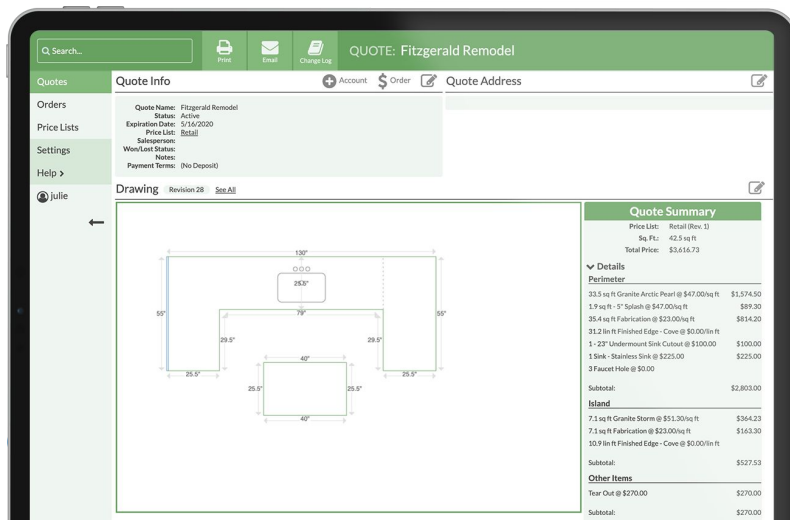 Search...
Print
Email
Change Log
QUOTE: Fitzgerald Remodel
Quotes
Orders
Price Lists
Settings
Help >
julie
Quote Info
Account
$ Order
Quote Address
Quote Name: Fitzgerald Remodel
Status: Active
Expiration Date: 5/16/2020
Price List: Retail
Salesperson:
Won/Lost Status:
Notes:
Payment Terms: (No Deposit)
Drawing Revision 28 See All
130"
25.5"
79"
55"
55"
29.5"
29.5"
25.5"
25.5"
40"
25.5"
25.5"
40"
Quote Summary
Price List: Retail (Rev. 1)
Sq. Ft.: 42.5 sq ft
Total Price: $3,616.73
Details
Perimeter
33.5 sq ft Granite Arctic Pearl @ $47.00/sq ft $1,574.50
1.9 sq ft - 5" Splash @ $47.00/sq ft $89.30
35.4 sq ft Fabrication @ $23.00/sq ft $814.20
31.2 lin ft Finished Edge - Cove @ $0.00/lin ft
1 - 23" Undermount Sink Cutout @ $100.00 $100.00
1 Sink - Stainless Sink @ $225.00 $225.00
3 Faucet Hole @ $0.00
Subtotal: $2,803.00
Island
7.1 sq ft Granite Storm @ $51.30/sq ft $364.23
7.1 sq ft Fabrication @ $23.00/sq ft $163.30
10.9 lin ft Finished Edge - Cove @ $0.00/lin ft
Subtotal: $527.53
Other Items
Tear Out @ $270.00 $270.00
Subtotal: $270.00